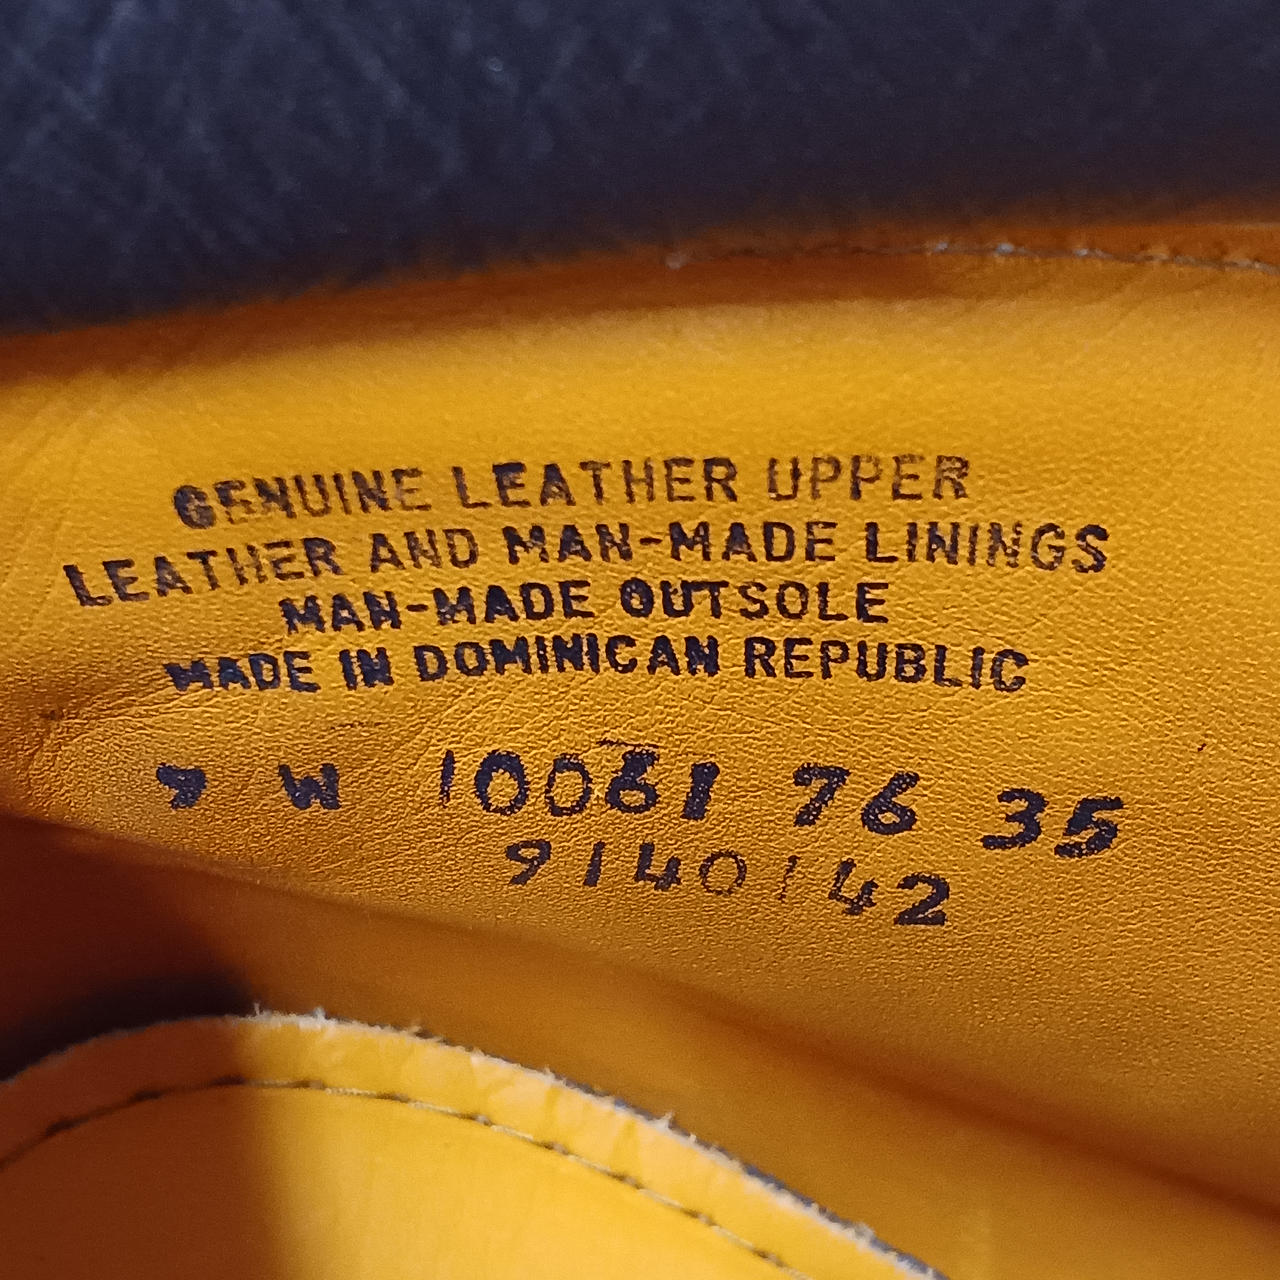 GENUINE LEATHER UPPER
LEATHER AND MAN-MADE LININGS
MAN-MADE OUTSOLE
MADE IN DOMINICAN REPUBLIC
9 W 10061 76 35
9140142